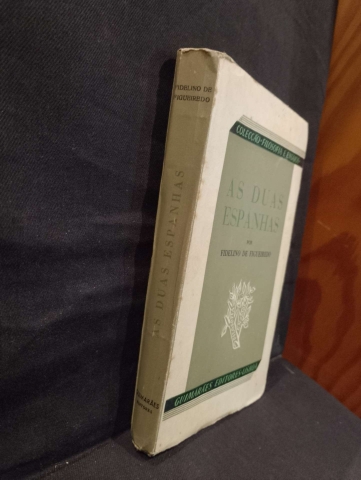 FIDELINO DE
FIGUEIREDO
AS DUAS ESPANHAS
GUIMARÃES
EDITORES
COLECÇÃO FILOSOFIA E ENSAIOS
AS DUAS
ESPANHAS
POR
FIDELINO DE FIGUEIREDO
GUIMARÃES EDITORES-LISBOA